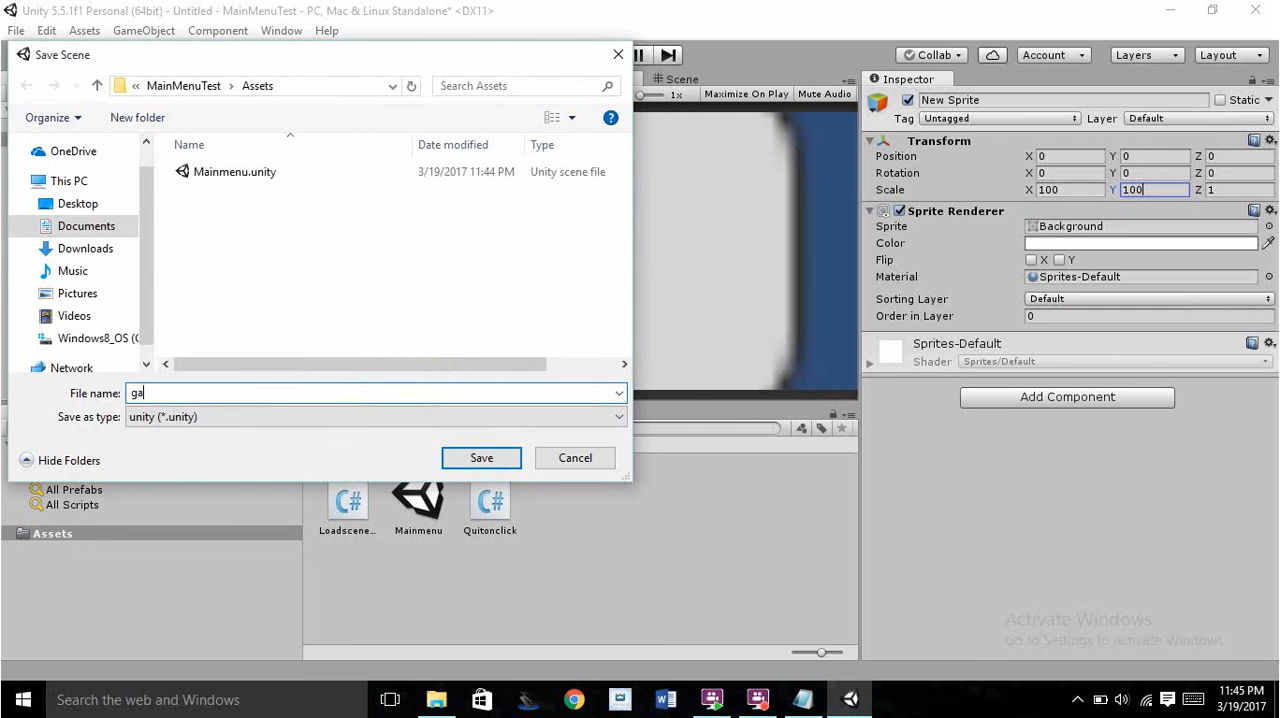 Unity 5.5.1f1 Personal (64bit) - Untitled - MainMenuTest - PC, Mac & Linux Standalone* <DX11>
File Edit Assets GameObject Component Window Help
Save Scene
MainMenuTest Assets
Search Assets
Organize
New folder
Name
Date modified
Type
Mainmenu.unity
3/19/2017 11:44 PM
Unity scene file
OneDrive
This PC
Desktop
Documents
Downloads
Music
Pictures
Videos
Windows8_OS (
Network
File name:
ga
Save as type:
unity (*.unity)
Hide Folders
Save
Cancel
Scene
1x
Maximize On Play
Mute Audio
Collab
Account
Layers
Layout
Inspector
New Sprite
Static
Tag Untagged
Layer Default
Transform
Position X 0 Y 0 Z 0
Rotation X 0 Y 0 Z 0
Scale X 100 Y 100 Z 1
Sprite Renderer
Sprite Background
Color
Flip X Y
Material Sprites-Default
Sorting Layer Default
Order in Layer 0
Sprites-Default
Shader Sprites/Default
Add Component
All Prefabs
All Scripts
Assets
C#
C#
Loadscene...
Mainmenu
Quitonclick
Activate Windows
Go to Settings to activate Windows.
Search the web and Windows
11:45 PM
3/19/2017